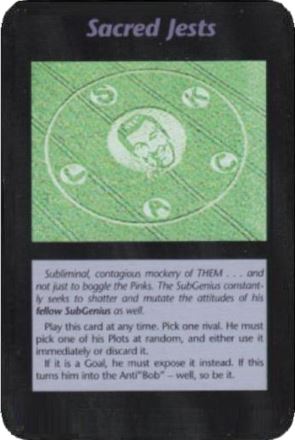 Sacred Jests
Subliminal, contagious mockery of THEM . . . and
not just to boggle the Pinks. The SubGenius constant-
ly seeks to shatter and mutate the attitudes of his
fellow SubGenius as well.
Play this card at any time. Pick one rival. He must
pick one of his Plots at random, and either use it
immediately or discard it.
If it is a Goal, he must expose it instead. If this
turns him into the Anti"Bob" – well, so be it.